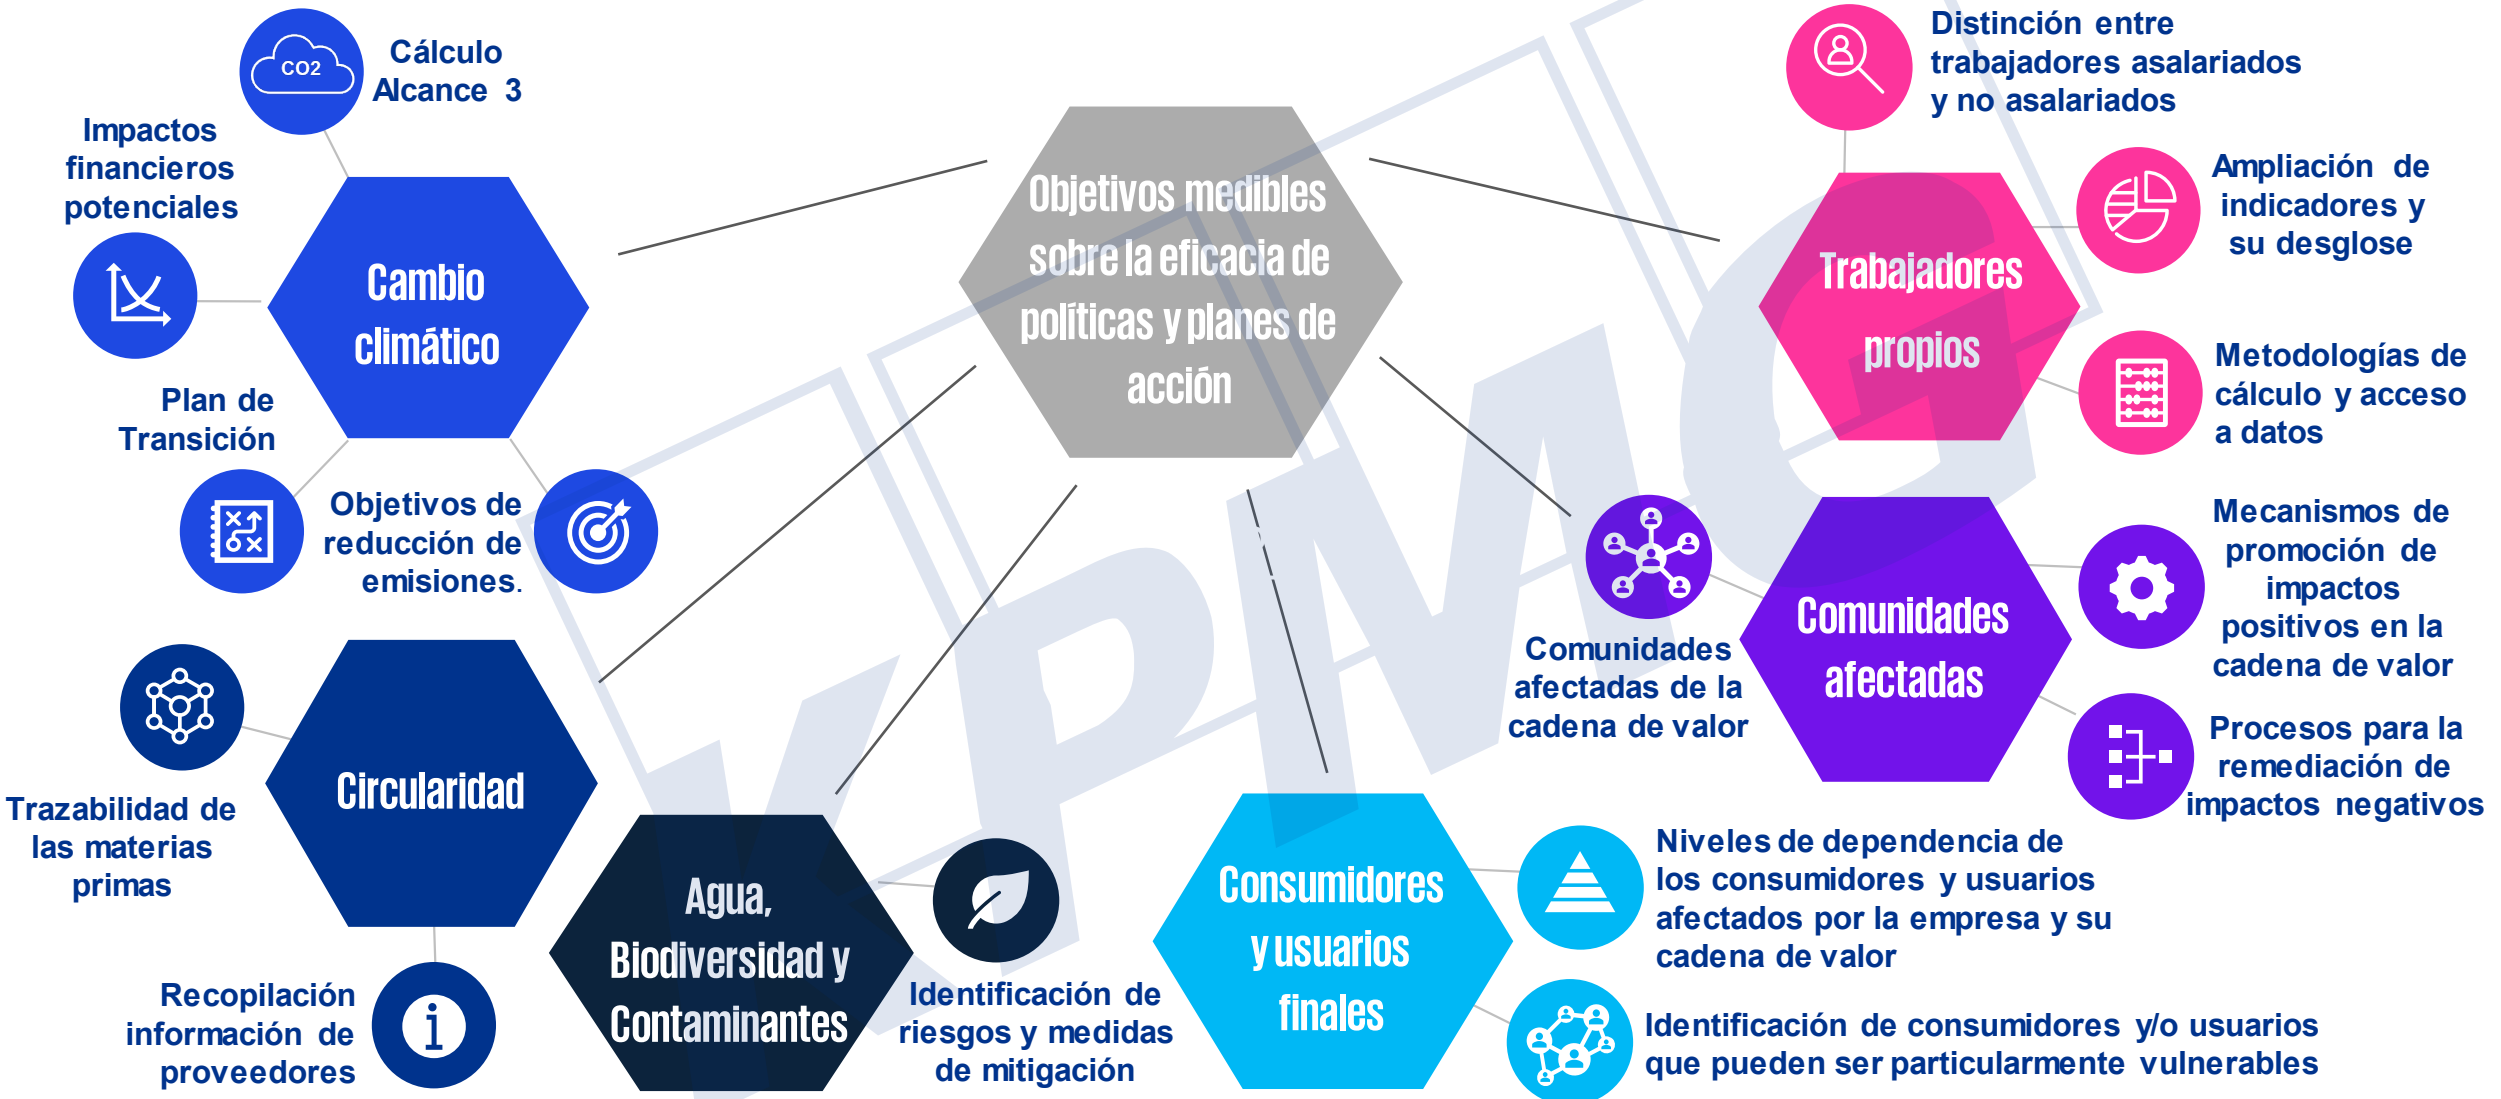 CO2
Cálculo
Alcance 3
Impactos
financieros
potenciales
Cambio
climático
Plan de
Transición
Objetivos de
reducción de
emisiones.
Objetivos medibles
sobre la eficacia de
políticas y planes de
acción
Distinción entre
trabajadores asalariados
y no asalariados
Ampliación de
indicadores y
su desglose
Trabajadores
propios
Metodologías de
cálculo y acceso
a datos
Comunidades
afectadas
Mecanismos de
promoción de
impactos
positivos en la
cadena de valor
Comunidades
afectadas de la
cadena de valor
Procesos para la
remediación de
impactos negativos
Circularidad
Trazabilidad de
las materias
primas
Recopilación
información de
proveedores
i
Agua,
Biodiversidad y
Contaminantes
Identificación de
riesgos y medidas
de mitigación
Consumidores
y usuarios
finales
Niveles de dependencia de
los consumidores y usuarios
afectados por la empresa y su
cadena de valor
Identificación de consumidores y/o usuarios
que pueden ser particularmente vulnerables
KPMG